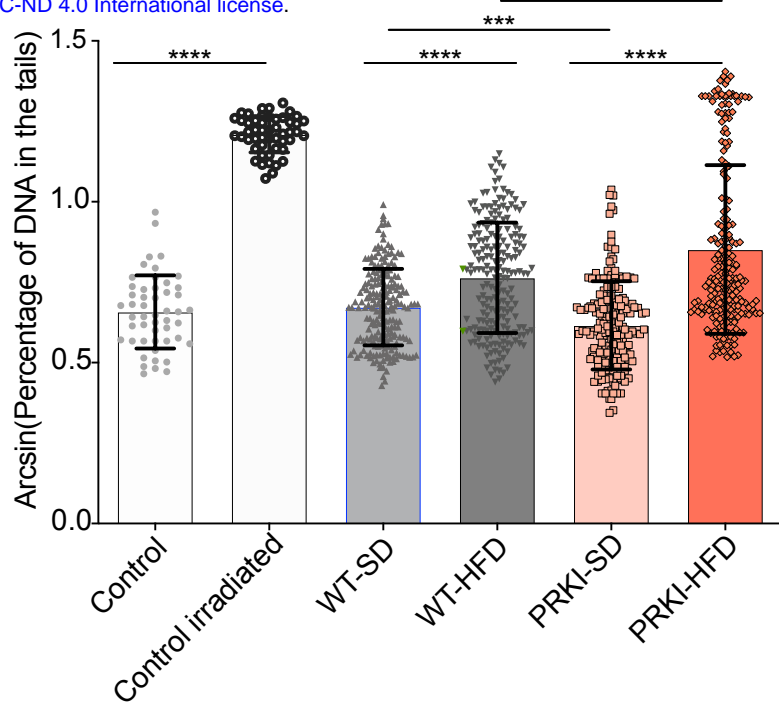 C-ND 4.0 International license.
***
**** **** ****
1.5
1.0
0.5
0.0
Arcsin(Percentage of DNA in the tails)
Control
Control irradiated
WT-SD
WT-HFD
PRKI-SD
PRKI-HFD